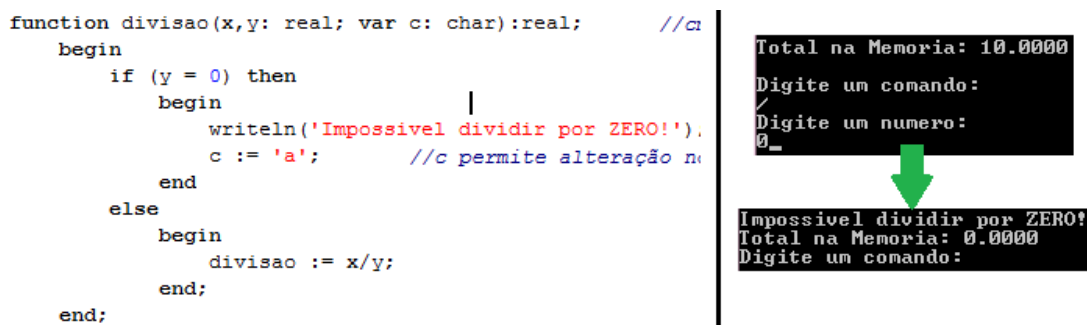 function divisao(x,y: real; var c: char):real; //c
begin
if (y = 0) then
begin
writeln('Impossivel dividir por ZERO!')
c := 'a'; //c permite alteração
end
else
begin
divisao := x/y;
end;
end;
Total na Memoria: 10.0000
Digite um comando:
/
Digite um numero:
0_
Impossivel dividir por ZERO!
Total na Memoria: 0.0000
Digite um comando: